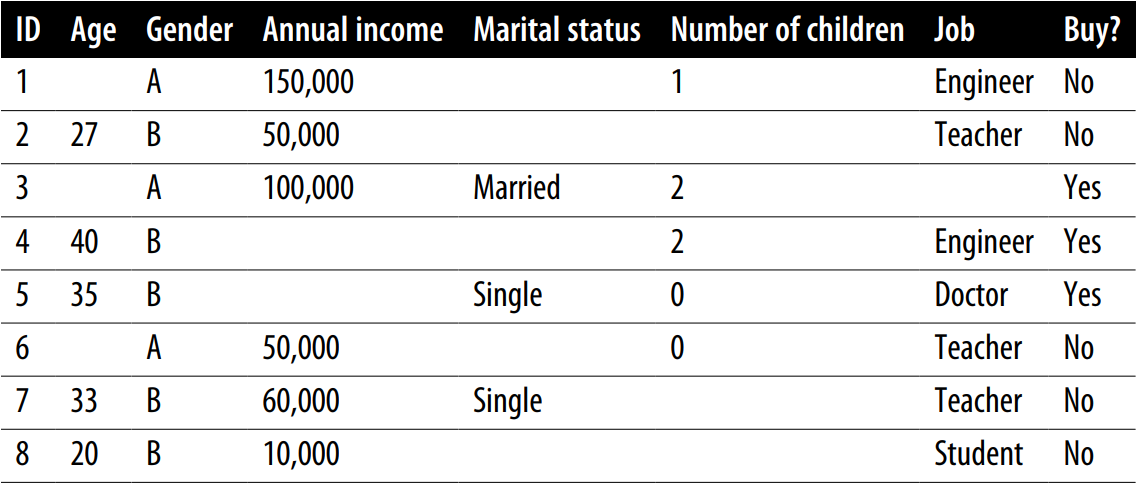 ID Age Gender Annual income Marital status Number of children Job Buy?
1 A 150,000 1 Engineer No
2 27 B 50,000 Teacher No
3 A 100,000 Married 2 Yes
4 40 B 2 Engineer Yes
5 35 B Single 0 Doctor Yes
6 A 50,000 0 Teacher No
7 33 B 60,000 Single Teacher No
8 20 B 10,000 Student No